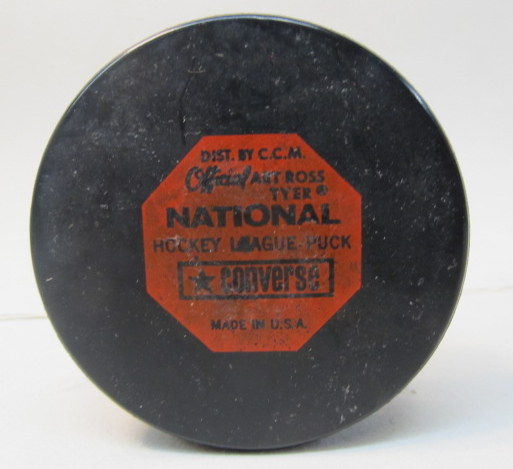 DIST. BY C.C.M.
Official ART ROSS
TYER®
NATIONAL
HOCKEY LEAGUE PUCK
★ converse
MADE IN U.S.A.